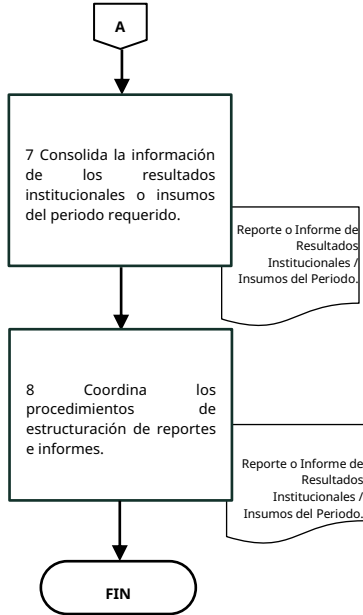 A
7 Consolida la información
de los resultados
institucionales o insumos
del periodo requerido.
Reporte o Informe de
Resultados
Institucionales /
Insumos del Periodo.
8 Coordina los
procedimientos de
estructuración de reportes
e informes.
Reporte o Informe de
Resultados
Institucionales /
Insumos del Periodo.
FIN